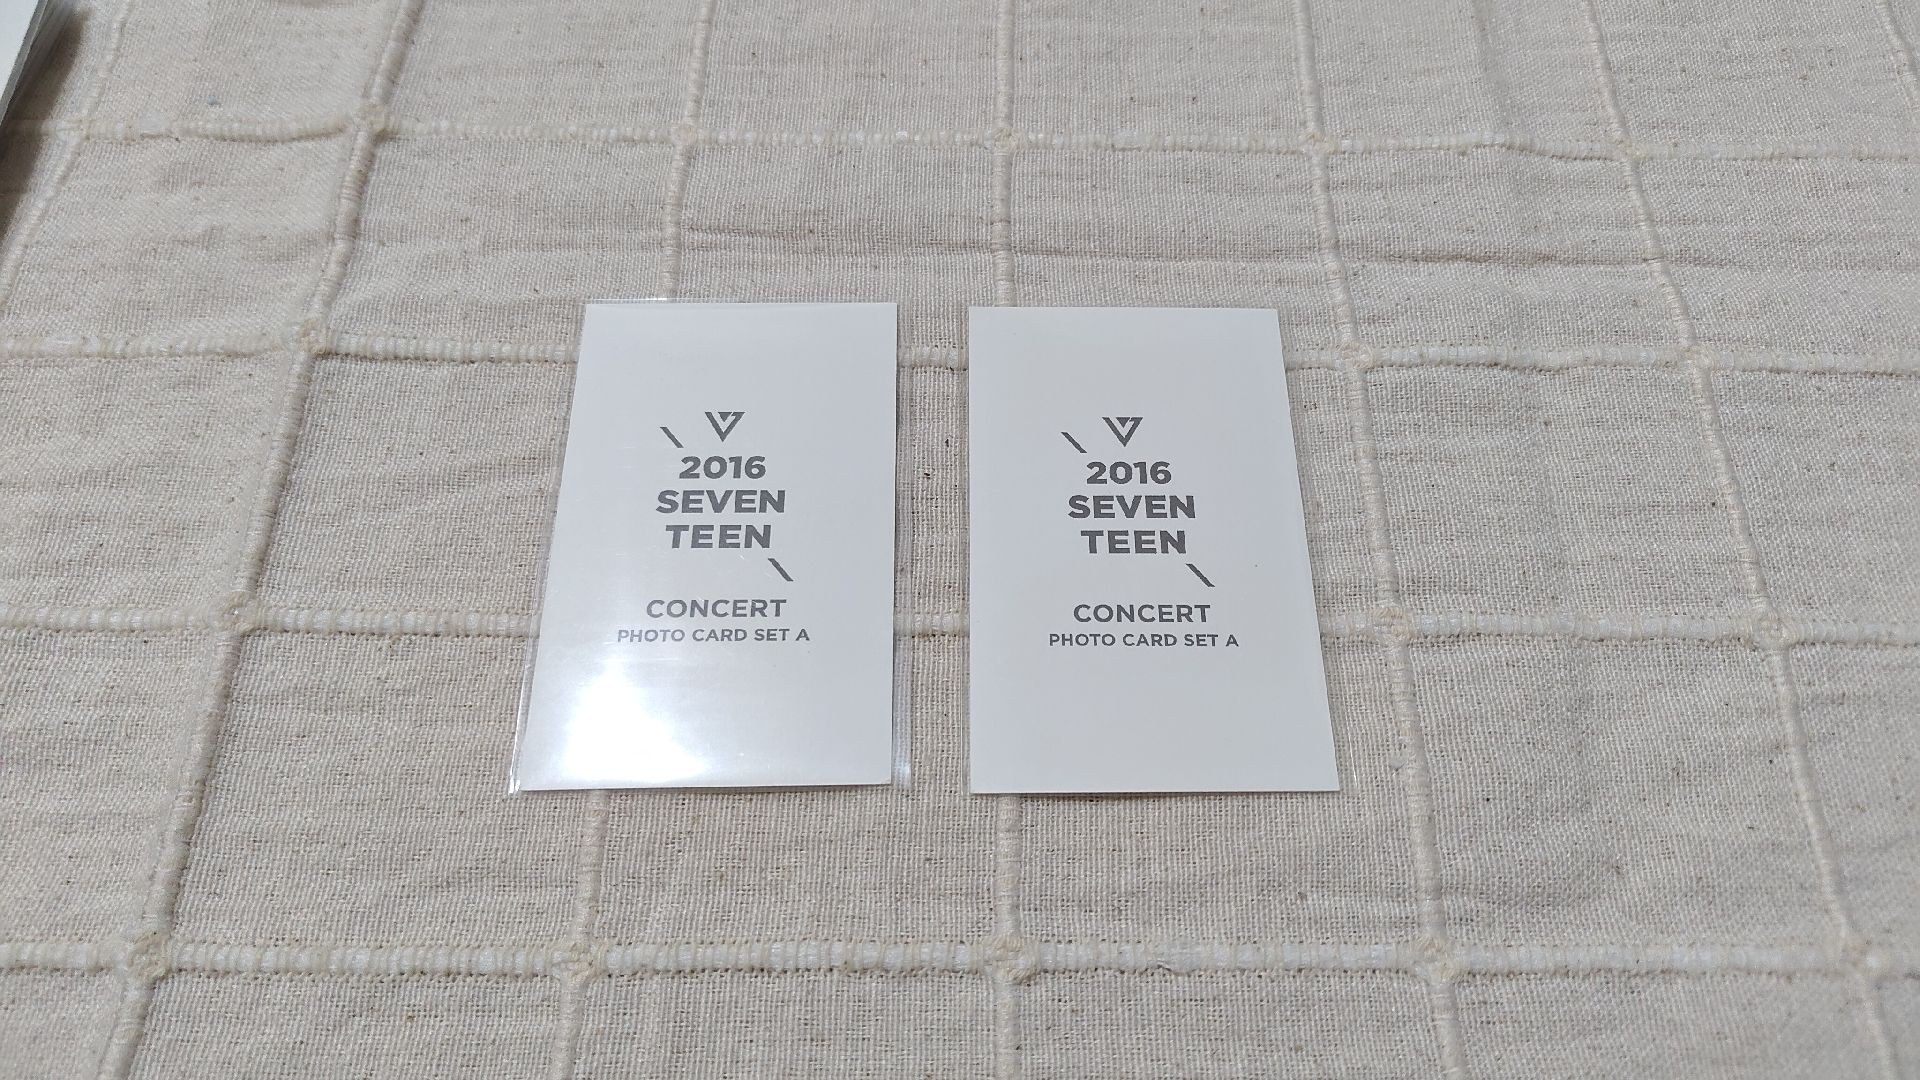 2016
SEVEN
TEEN
CONCERT
PHOTO CARD SET A
2016
SEVEN
TEEN
CONCERT
PHOTO CARD SET A